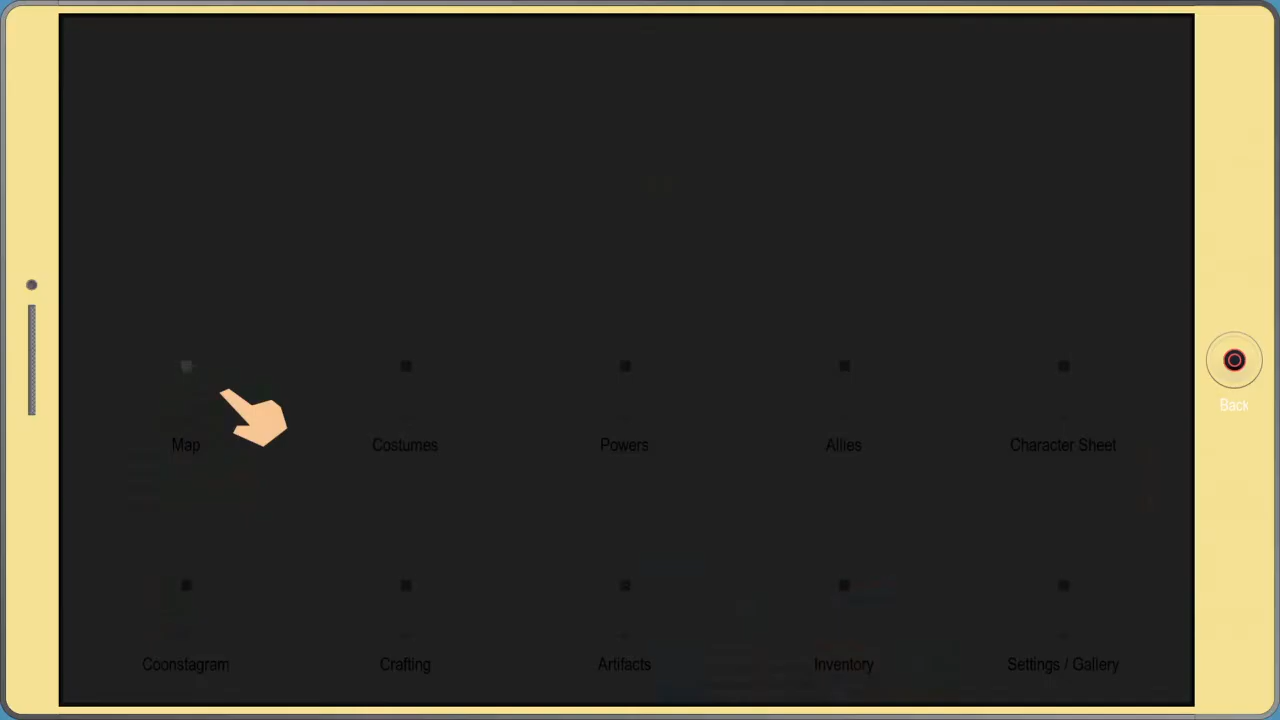 Back
Map
Costumes
Powers
Allies
Character Sheet
Coonstagram
Crafting
Artifacts
Inventory
Settings / Gallery